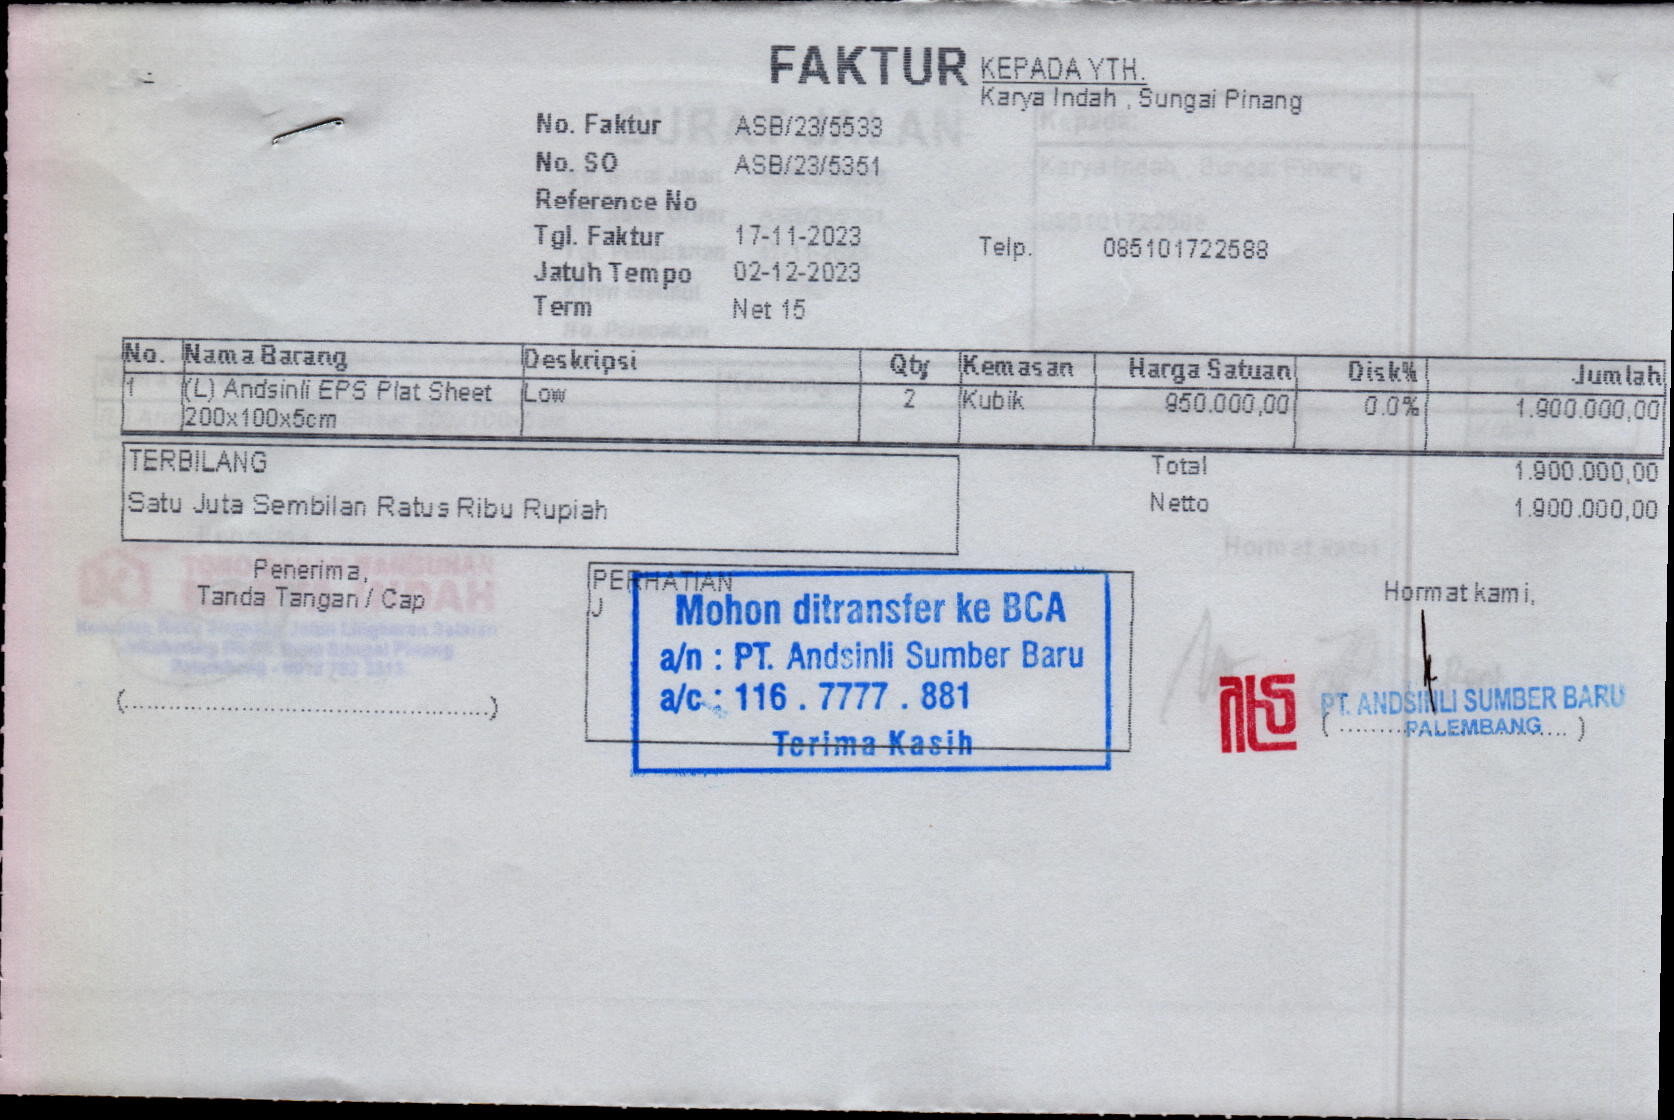 FAKTUR
KEPADA YTH.
Karya Indah , Sungai Pinang
No. Faktur ASB/23/5533
No. SO ASB/23/5351
Reference No
Tgl. Faktur 17-11-2023
Telp. 085101722588
Jatuh Tempo 02-12-2023
Term Net 15
No. Nama Barang Deskripsi Qty Kemasan Harga Satuan Disk% Jumlah
1 (L) Andsinli EPS Plat Sheet Low 2 Kubik 950.000,00 0.0% 1.900.000,00
200x100x5cm
TERBILANG
Satu Juta Sembilan Ratus Ribu Rupiah
Total 1.900.000,00
Netto 1.900.000,00
Penerima,
Tanda Tangan / Cap
(..............................................)
PERHATIAN
J
Mohon ditransfer ke BCA
a/n : PT. Andsinli Sumber Baru
a/c : 116 . 7777 . 881
Terima Kasih
Hormat kami,
PT. ANDSINLI SUMBER BARU
(.........PALEMBANG....)